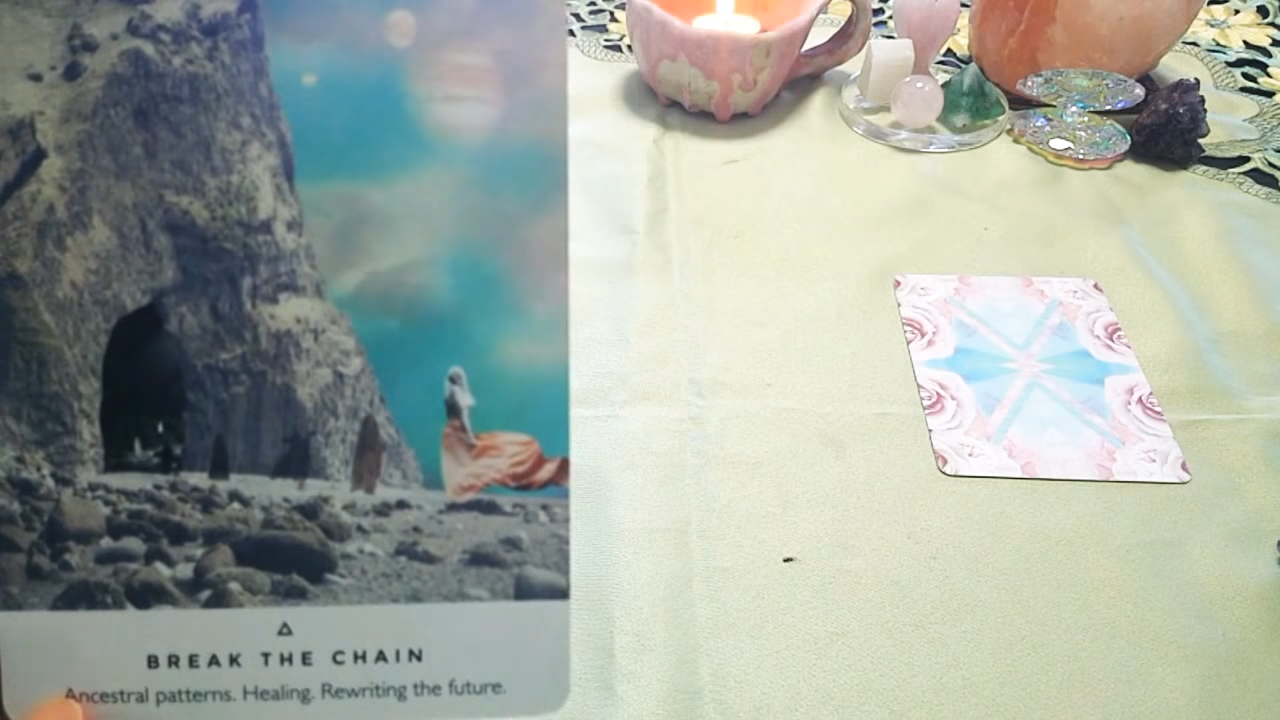 BREAK THE CHAIN
Ancestral patterns. Healing. Rewriting the future.